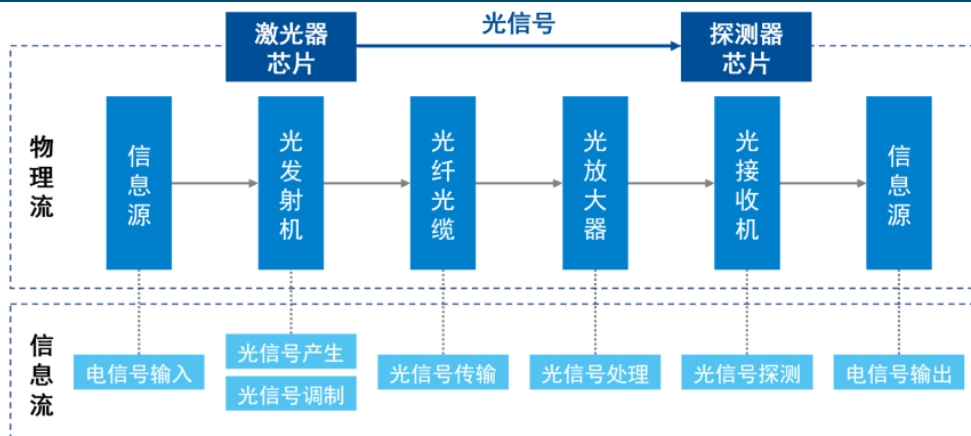 激光器
芯片
光信号
探测器
芯片
物理流
信息源
光发射机
光纤光缆
光放大器
光接收机
信息源
信息流
电信号输入
光信号产生
光信号调制
光信号传输
光信号处理
光信号探测
电信号输出